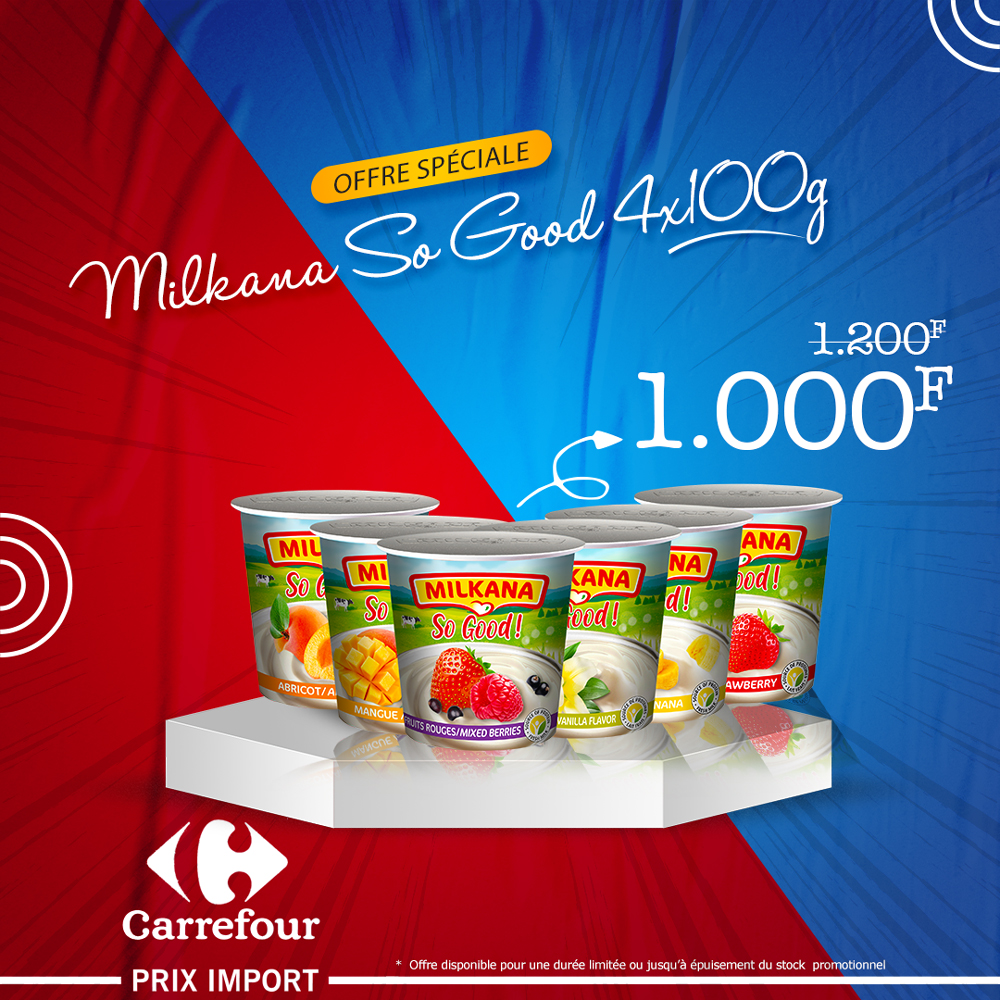 OFFRE SPÉCIALE
Milkana So Good 4x100g
1.200F
1.000F
MILKANA
So Good!
FRUITS ROUGES/MIXED BERRIES
ABRICOT/A
MANGUE
VANILLA FLAVOR
NANA
AWBERRY
Carrefour
PRIX IMPORT
* Offre disponible pour une durée limitée ou jusqu'à épuisement du stock promotionnel